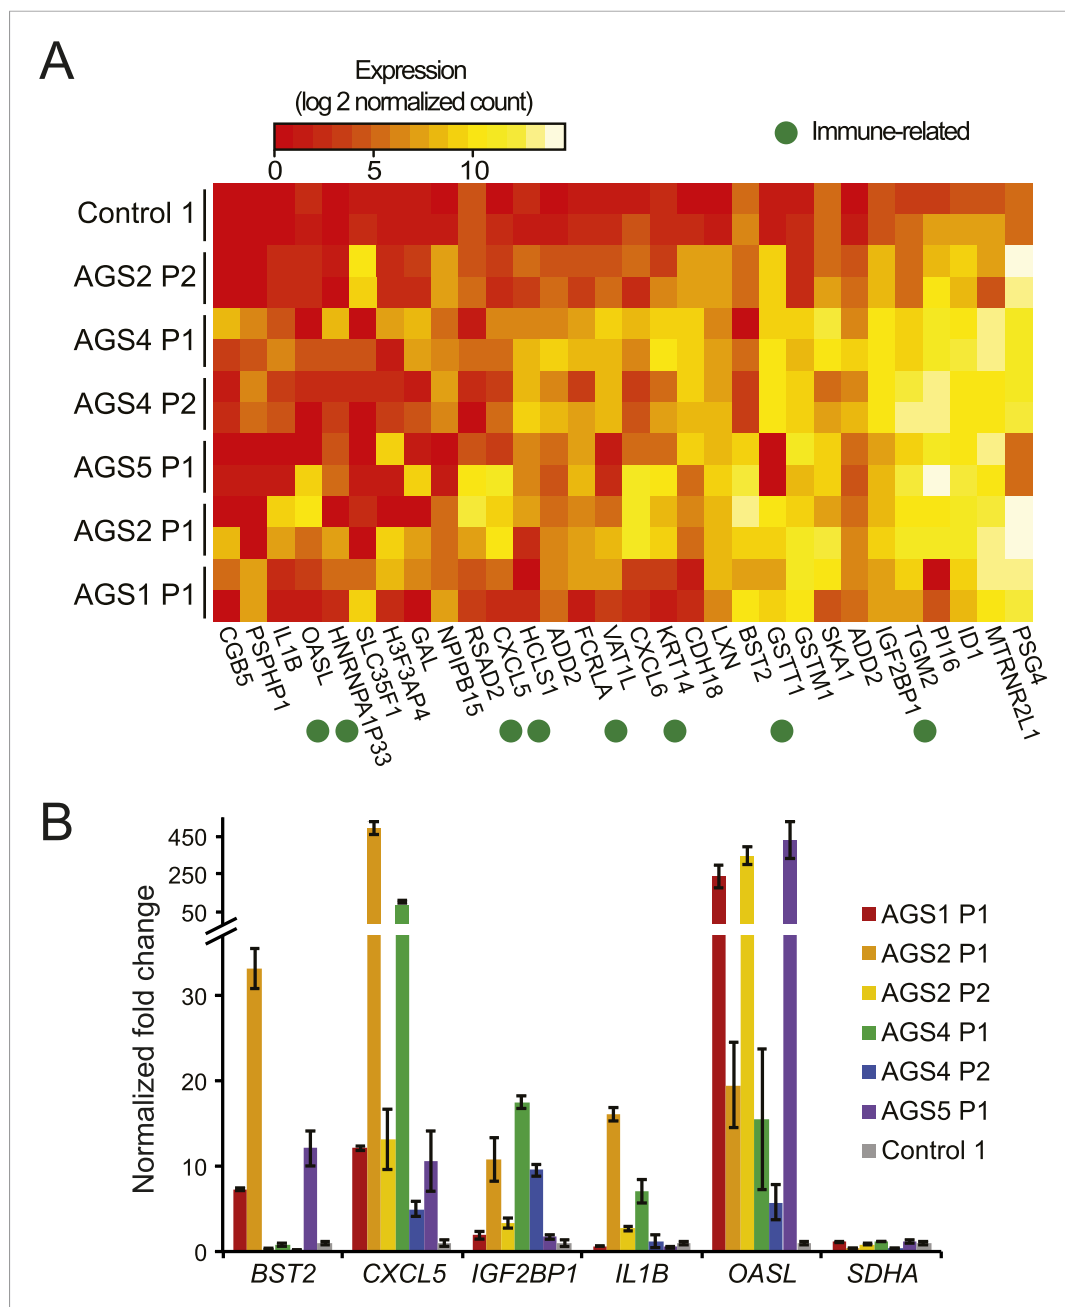 A
Expression
(log 2 normalized count)
0 5 10
Immune-related
Control 1
AGS2 P2
AGS4 P1
AGS4 P2
AGS5 P1
AGS2 P1
AGS1 P1
CGB5
PSPHP1
IL1B
OASL
HNRNPA1P33
SLC35F1
H3F3AP4
GAL
NPIPB15
RSAD2
CXCL5
HCLS1
ADD2
FCRLA
VAT1L
CXCL6
KRT14
CDH18
LXN
BST2
GSTT1
GSTM1
SKA1
ADD2
IGF2BP1
TGM2
PI16
ID1
MTRNR2L1
PSG4
B
Normalized fold change
450
250
50
30
20
10
0
BST2 CXCL5 IGF2BP1 IL1B OASL SDHA
AGS1 P1
AGS2 P1
AGS2 P2
AGS4 P1
AGS4 P2
AGS5 P1
Control 1